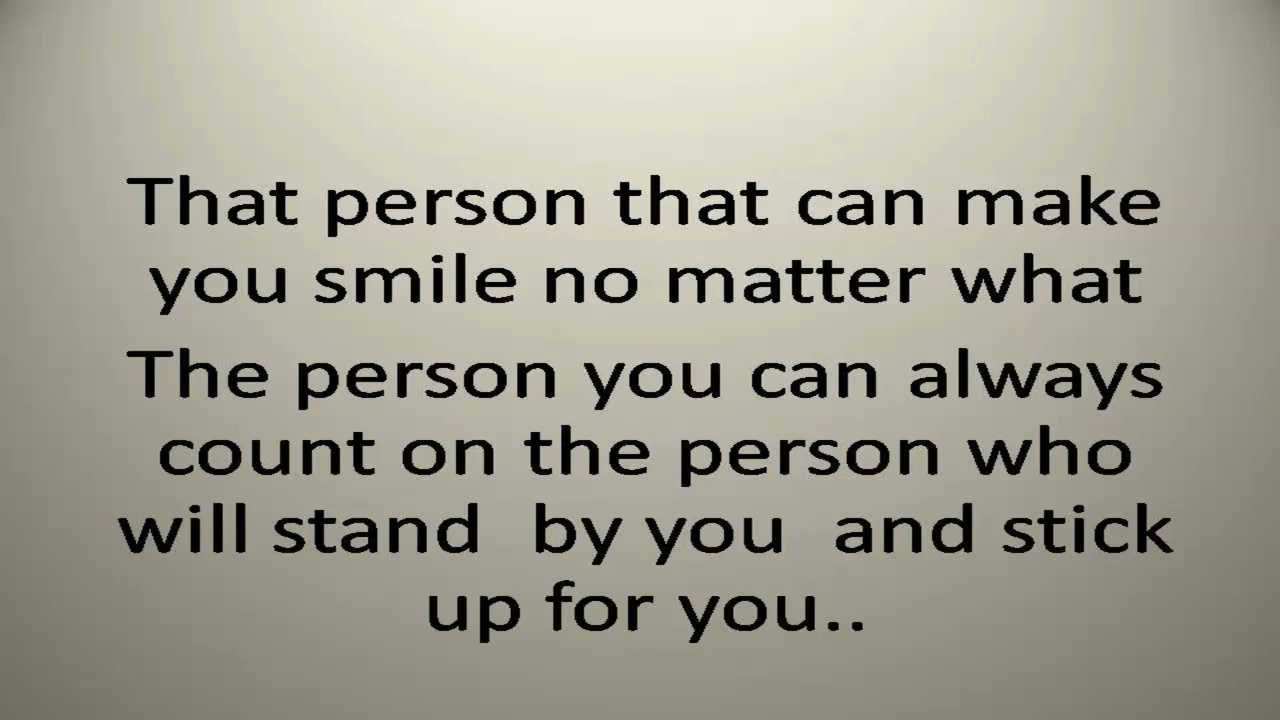 That person that can make
you smile no matter what
The person you can always
count on the person who
will stand  by you  and stick
up for you..